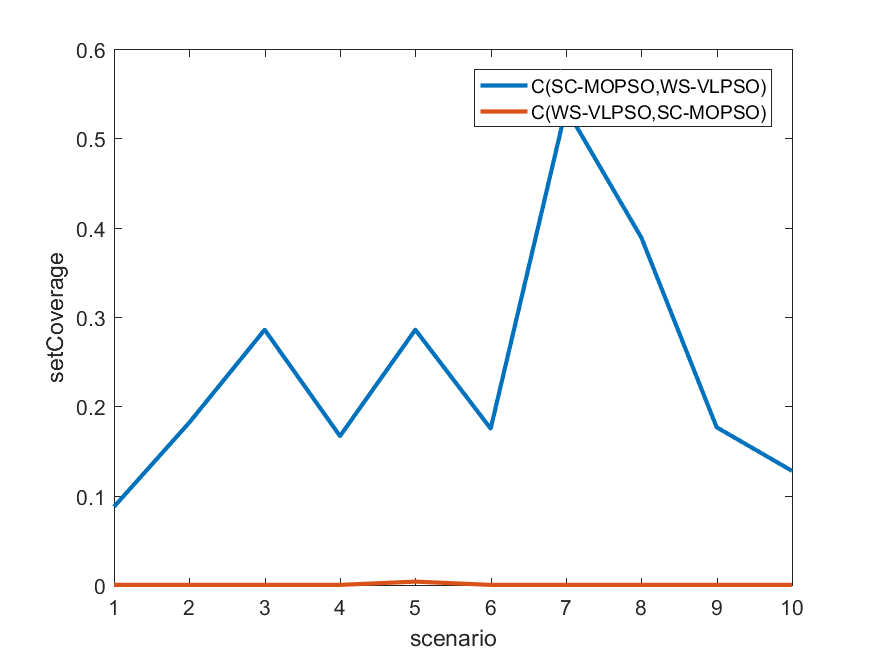 0.6
0.5
0.4
0.3
0.2
0.1
0
setCoverage
C(SC-MOPSO,WS-VLPSO)
C(WS-VLPSO,SC-MOPSO)
1 2 3 4 5 6 7 8 9 10
scenario